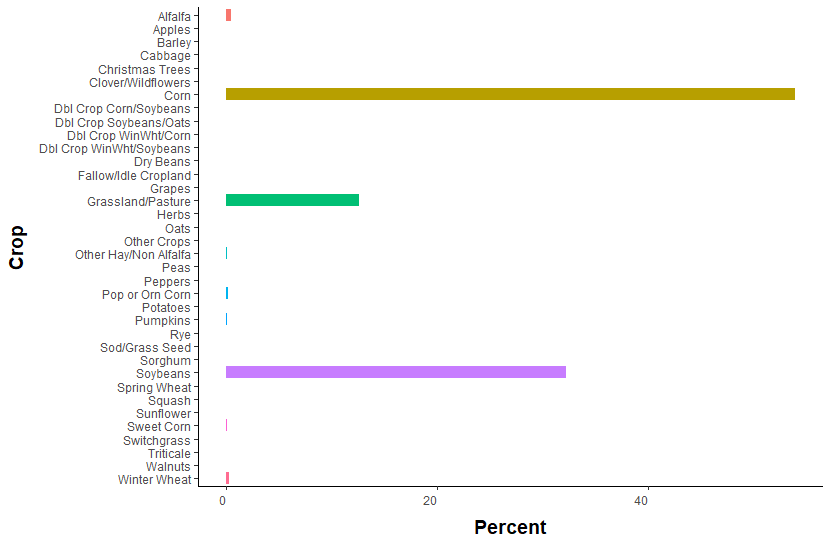 Alfalfa
Apples
Barley
Cabbage
Christmas Trees
Clover/Wildflowers
Corn
Dbl Crop Corn/Soybeans
Dbl Crop Soybeans/Oats
Dbl Crop WinWht/Corn
Dbl Crop WinWht/Soybeans
Dry Beans
Fallow/Idle Cropland
Grapes
Grassland/Pasture
Herbs
Oats
Other Crops
Other Hay/Non Alfalfa
Peas
Peppers
Pop or Orn Corn
Potatoes
Pumpkins
Rye
Sod/Grass Seed
Sorghum
Soybeans
Spring Wheat
Squash
Sunflower
Sweet Corn
Switchgrass
Triticale
Walnuts
Winter Wheat
Crop
0 20 40
Percent